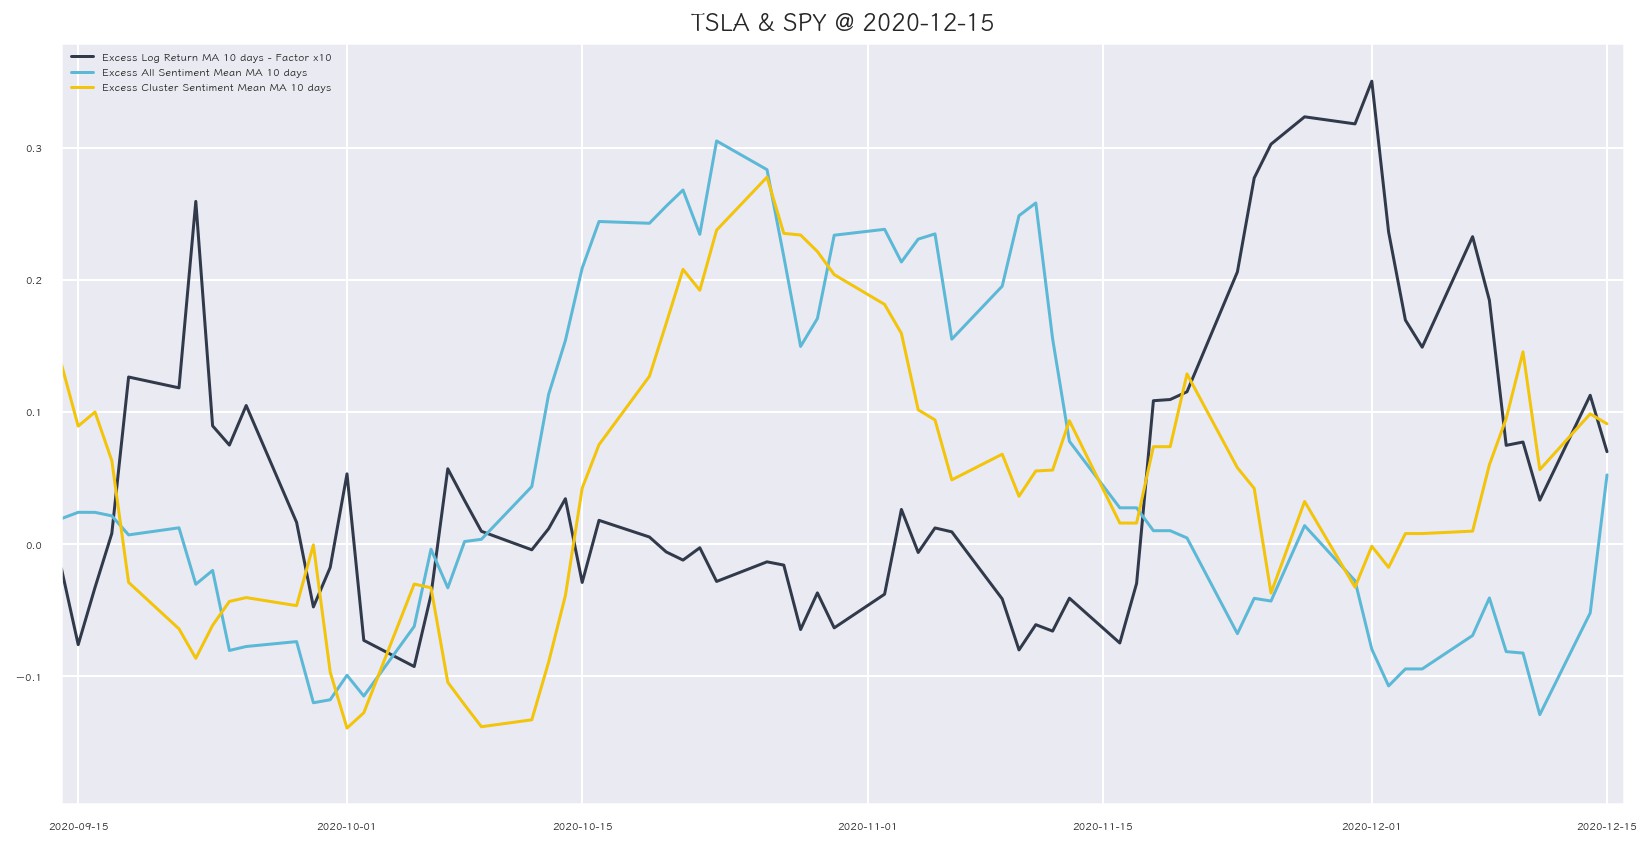 TSLA & SPY @ 2020-12-15
Excess Log Return MA 10 days - Factor x10
Excess All Sentiment Mean MA 10 days
Excess Cluster Sentiment Mean MA 10 days
0.3
0.2
0.1
0.0
−0.1
2020-09-15 2020-10-01 2020-10-15 2020-11-01 2020-11-15 2020-12-01 2020-12-15